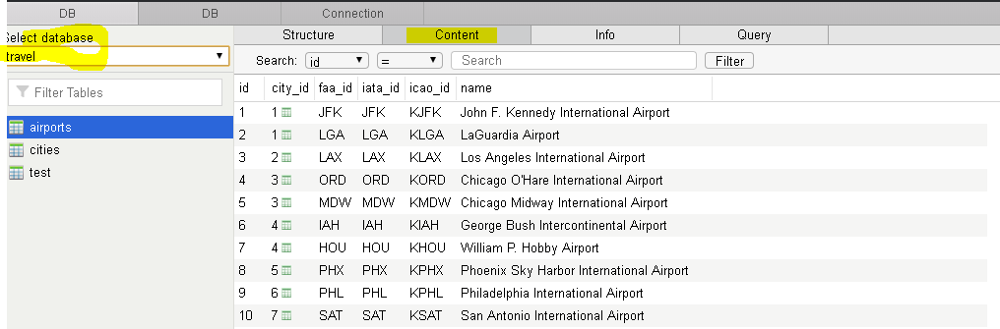 DB DB Connection
Select database
travel
Filter Tables
airports
cities
test
Structure Content Info Query
Search: id = Search Filter
id city_id faa_id iata_id icao_id name
1 1 JFK JFK KJFK John F. Kennedy International Airport
2 1 LGA LGA KLGA LaGuardia Airport
3 2 LAX LAX KLAX Los Angeles International Airport
4 3 ORD ORD KORD Chicago O'Hare International Airport
5 3 MDW MDW KMDW Chicago Midway International Airport
6 4 IAH IAH KIAH George Bush Intercontinental Airport
7 4 HOU HOU KHOU William P. Hobby Airport
8 5 PHX PHX KPHX Phoenix Sky Harbor International Airport
9 6 PHL PHL KPHL Philadelphia International Airport
10 7 SAT SAT KSAT San Antonio International Airport